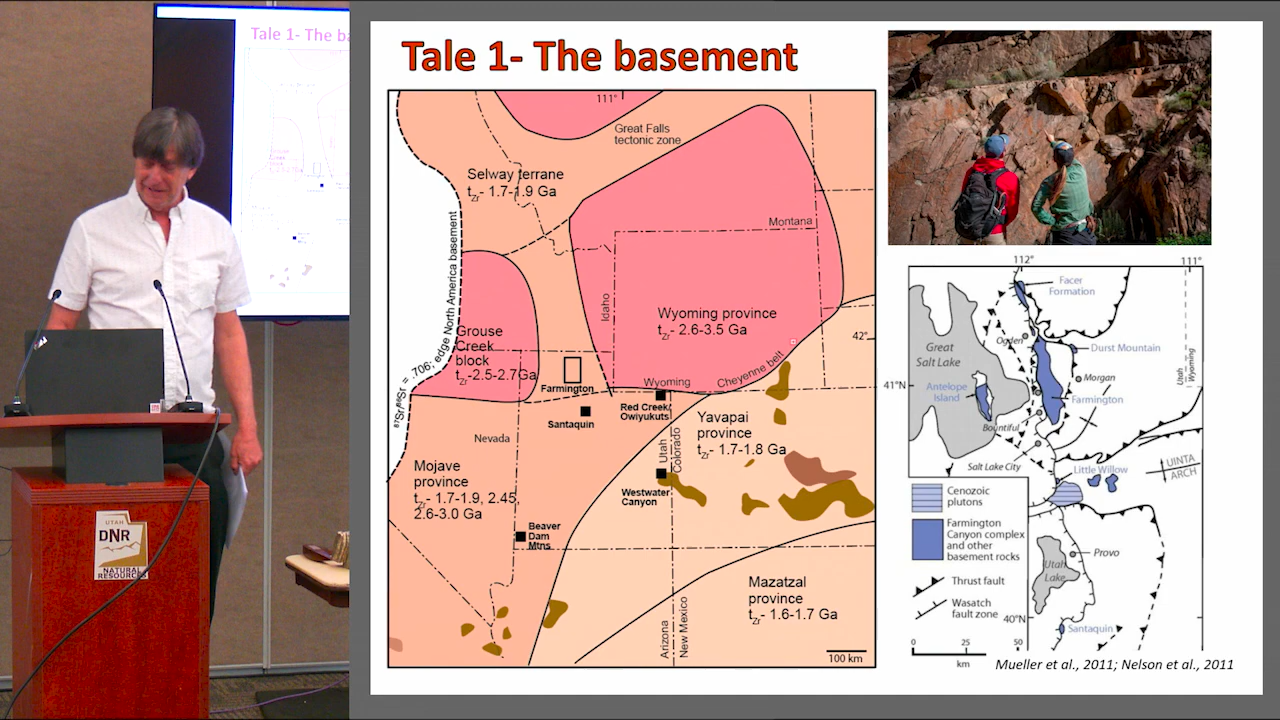 Tale 1- The ba
UTAH
DNR
NATURAL
RESOURCES
Tale 1- The basement
111°
Great Falls
tectonic zone
Selway terrane
tZr- 1.7-1.9 Ga
Montana
Idaho
Wyoming province
tZr- 2.6-3.5 Ga
42°
87Sr/86Sr = .706, edge North America basement
Grouse
Creek
block
tZr-2.5-2.7Ga
Farmington
Wyoming
Cheyenne belt
Santaquin
Red Creek/
Owiyukuts
Nevada
Utah
Colorado
Yavapai
province
tZr- 1.7-1.8 Ga
Mojave
province
tZr- 1.7-1.9, 2.45,
2.6-3.0 Ga
Westwater
Canyon
Beaver
Dam
Mtns
Mazatzal
province
tZr- 1.6-1.7 Ga
Arizona
New Mexico
100 km
112°
111°
Facer
Formation
Great
Salt Lake
Ogden
Durst Mountain
Utah
Wyoming
41°N
Antelope
Island
Morgan
Farmington
Bountiful
Salt Lake City
Little Willow
UINTA
ARCH
Cenozoic
plutons
Farmington
Canyon complex
and other
basement rocks
Thrust fault
Wasatch
fault zone
Utah
Lake
Provo
40°N
Santaquin
0 25 50
km
Mueller et al., 2011; Nelson et al., 2011